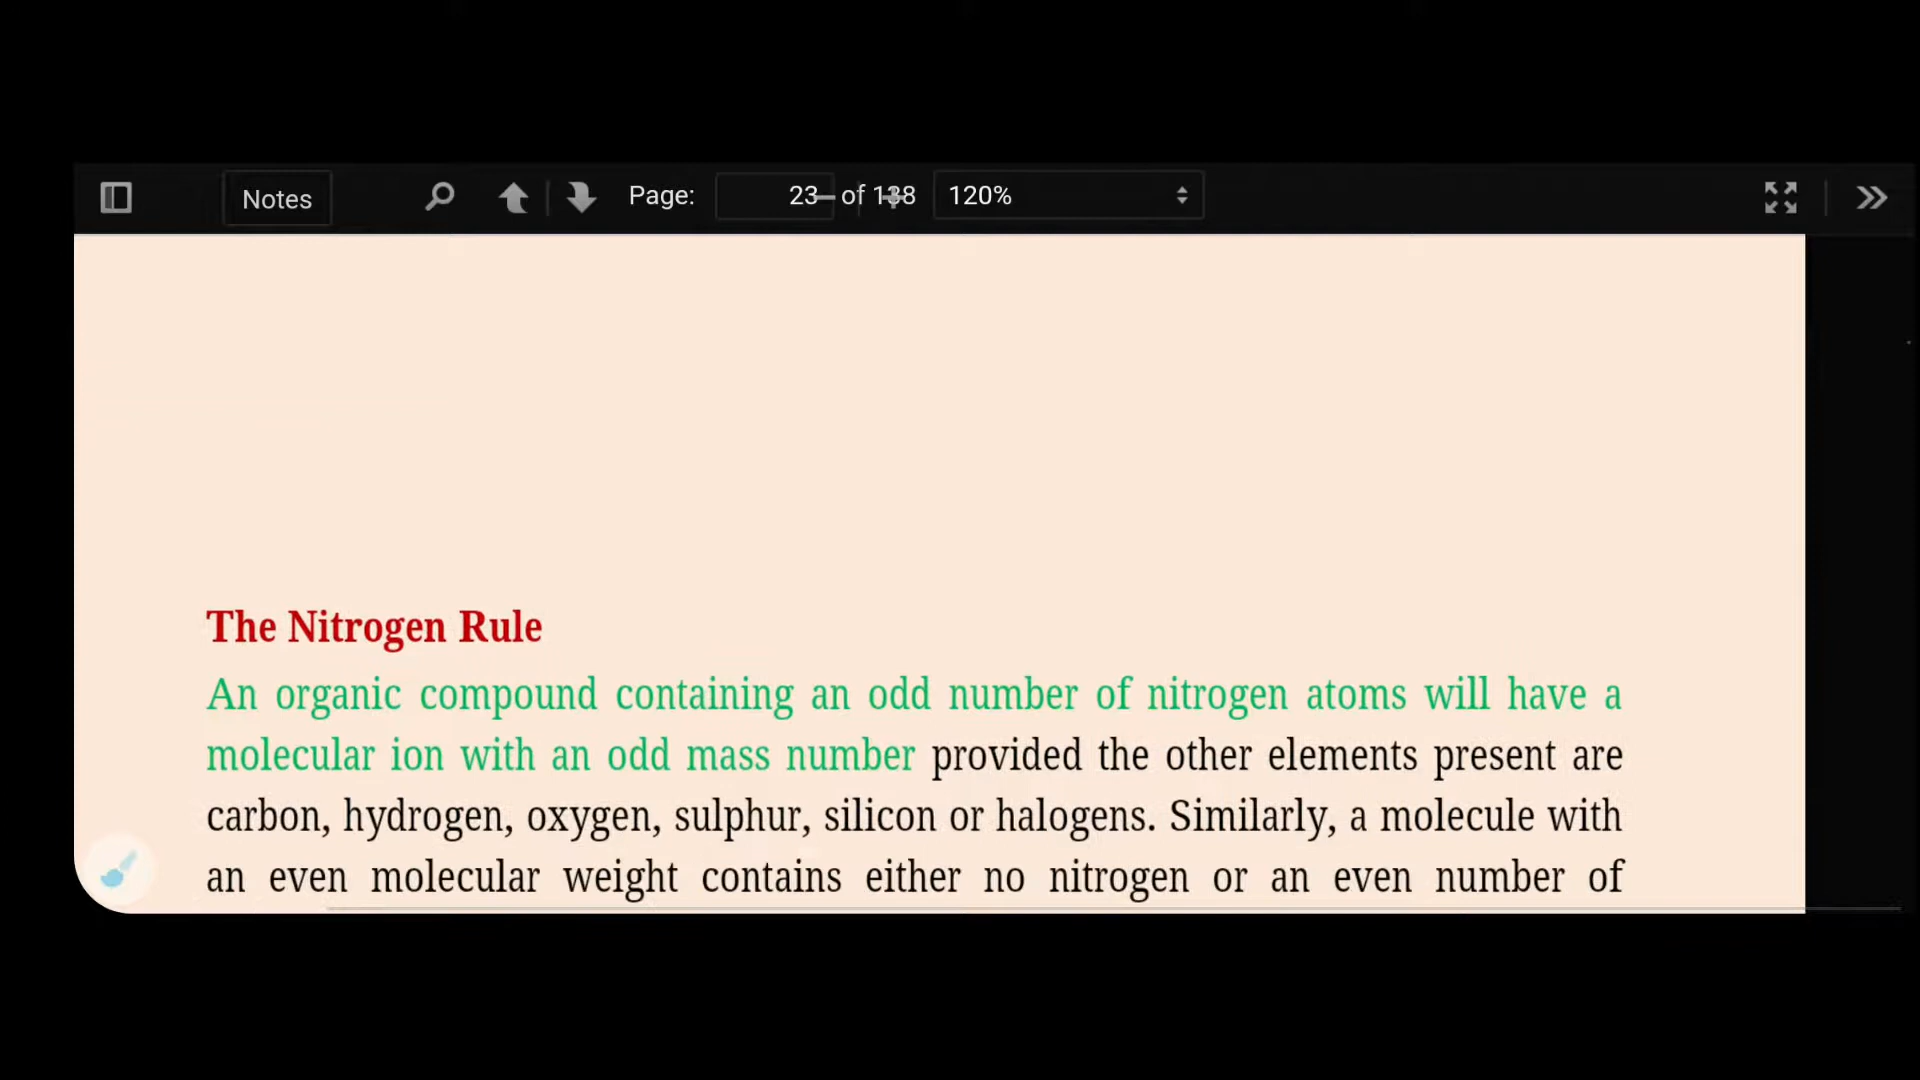 Notes Page: 23 of 138 120%
The Nitrogen Rule
An organic compound containing an odd number of nitrogen atoms will have a
molecular ion with an odd mass number provided the other elements present are
carbon, hydrogen, oxygen, sulphur, silicon or halogens. Similarly, a molecule with
an even molecular weight contains either no nitrogen or an even number of